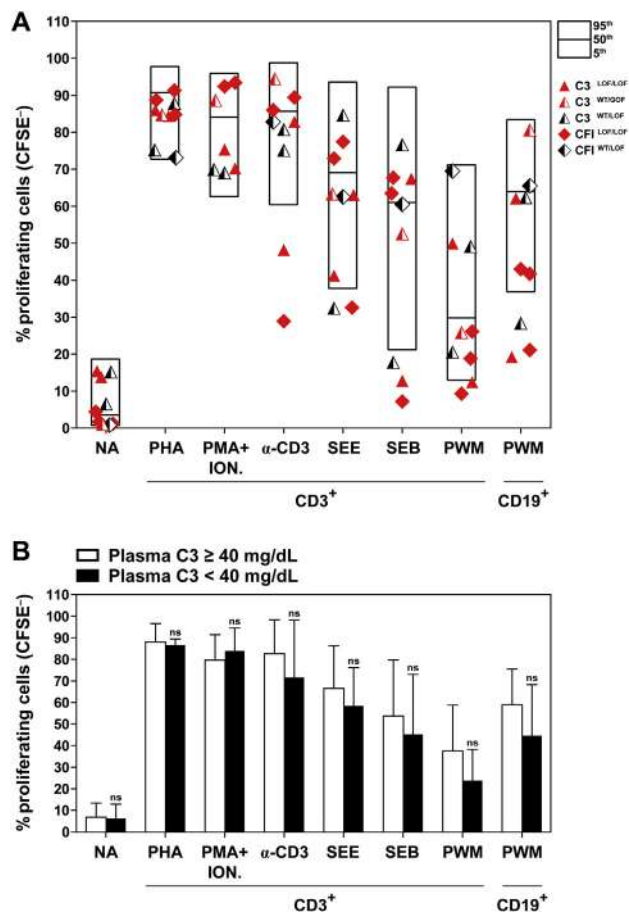 A
110
100
90
80
70
60
50
40
30
20
10
0
% proliferating cells (CFSE⁻)
95th
50th
5th
C3 LOF/LOF
C3 WT/GOF
C3 WT/LOF
CFI LOF/LOF
CFI WT/LOF
NA PHA PMA+ α-CD3 SEE SEB PWM PWM
ION.
CD3⁺ CD19⁺
B
Plasma C3 ≥ 40 mg/dL
Plasma C3 < 40 mg/dL
110
100
90
80
70
60
50
40
30
20
10
0
% proliferating cells (CFSE⁻)
ns ns ns ns ns ns ns ns
NA PHA PMA+ α-CD3 SEE SEB PWM PWM
ION.
CD3⁺ CD19⁺